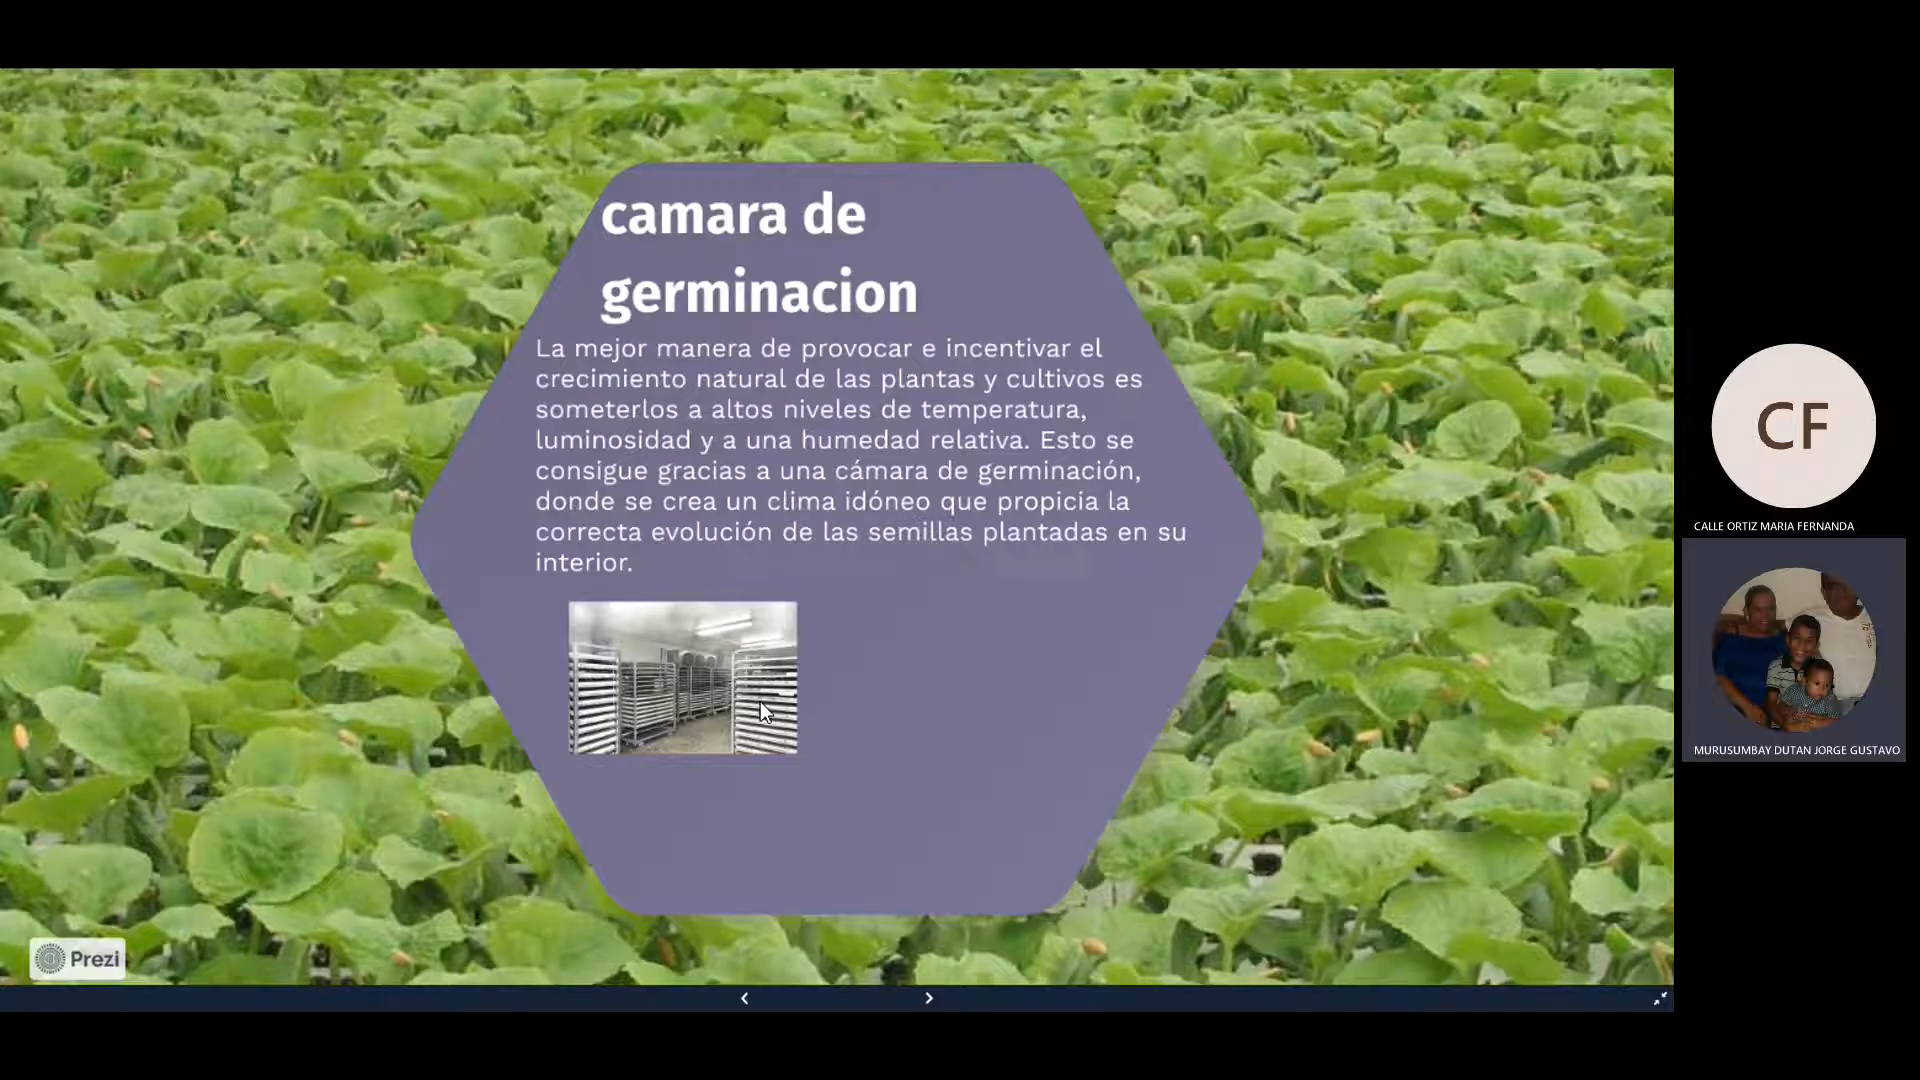 camara de
germinacion
La mejor manera de provocar e incentivar el
crecimiento natural de las plantas y cultivos es
someterlos a altos niveles de temperatura,
luminosidad y a una humedad relativa. Esto se
consigue gracias a una cámara de germinación,
donde se crea un clima idóneo que propicia la
correcta evolución de las semillas plantadas en su
interior.
CF
CALLE ORTIZ MARIA FERNANDA
MURUSUMBAY DUTAN JORGE GUSTAVO
Prezi